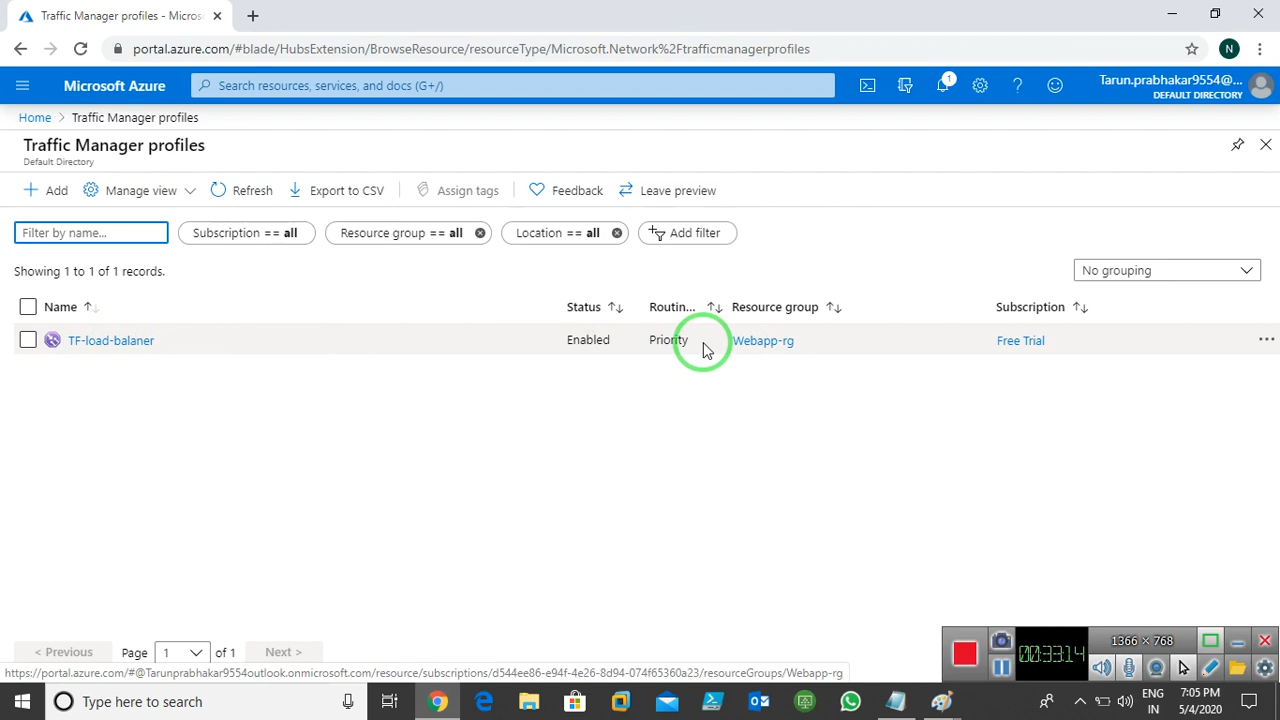 Traffic Manager profiles - Micros
portal.azure.com/#blade/HubsExtension/BrowseResource/resourceType/Microsoft.Network%2Ftrafficmanagerprofiles
N
Microsoft Azure
Search resources, services, and docs (G+/)
1
Tarun.prabhakar9554@...
DEFAULT DIRECTORY
Home > Traffic Manager profiles
Traffic Manager profiles
Default Directory
Add Manage view Refresh Export to CSV Assign tags Feedback Leave preview
Filter by name... Subscription == all Resource group == all Location == all Add filter
Showing 1 to 1 of 1 records.
No grouping
Name Status Routin... Resource group Subscription
TF-load-balaner Enabled Priority Webapp-rg Free Trial
< Previous Page 1 of 1 Next >
https://portal.azure.com/#@Tarunprabhakar9554outlook.onmicrosoft.com/resource/subscriptions/d544ee86-e94f-4e26-8d94-074f65360e23/resourceGroups/Webapp-rg
1366 × 768
00:33:14
Type here to search
ENG
IN
7:05 PM
5/4/2020